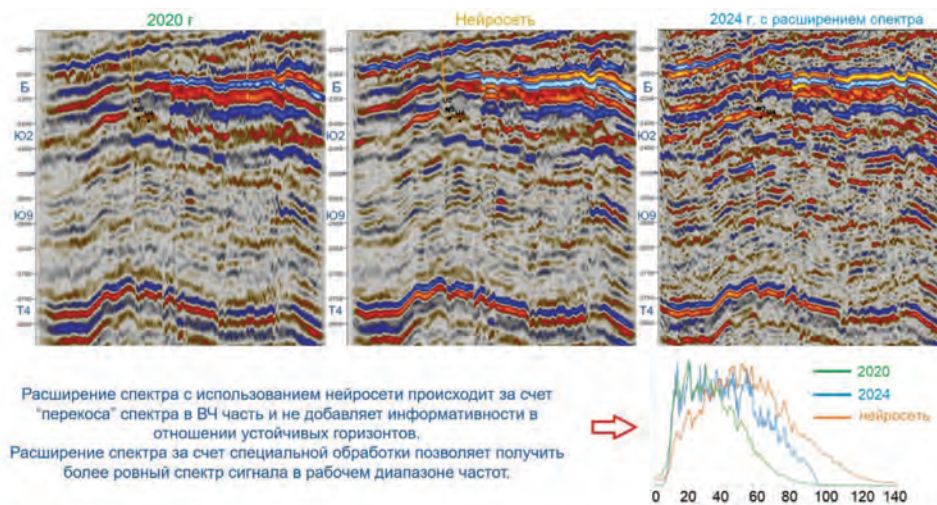 2020 г
Нейросеть
2024 г. с расширением спектра
Б
Ю2
Ю9
Т4
Б
Ю2
Ю9
Т4
Б
Ю2
Ю9
Т4
Расширение спектра с использованием нейросети происходит за счет
"перекоса" спектра в ВЧ часть и не добавляет информативности в
отношении устойчивых горизонтов.
Расширение спектра за счет специальной обработки позволяет получить
более ровный спектр сигнала в рабочем диапазоне частот.
2020
2024
нейросеть
0 20 40 60 80 100 120 140